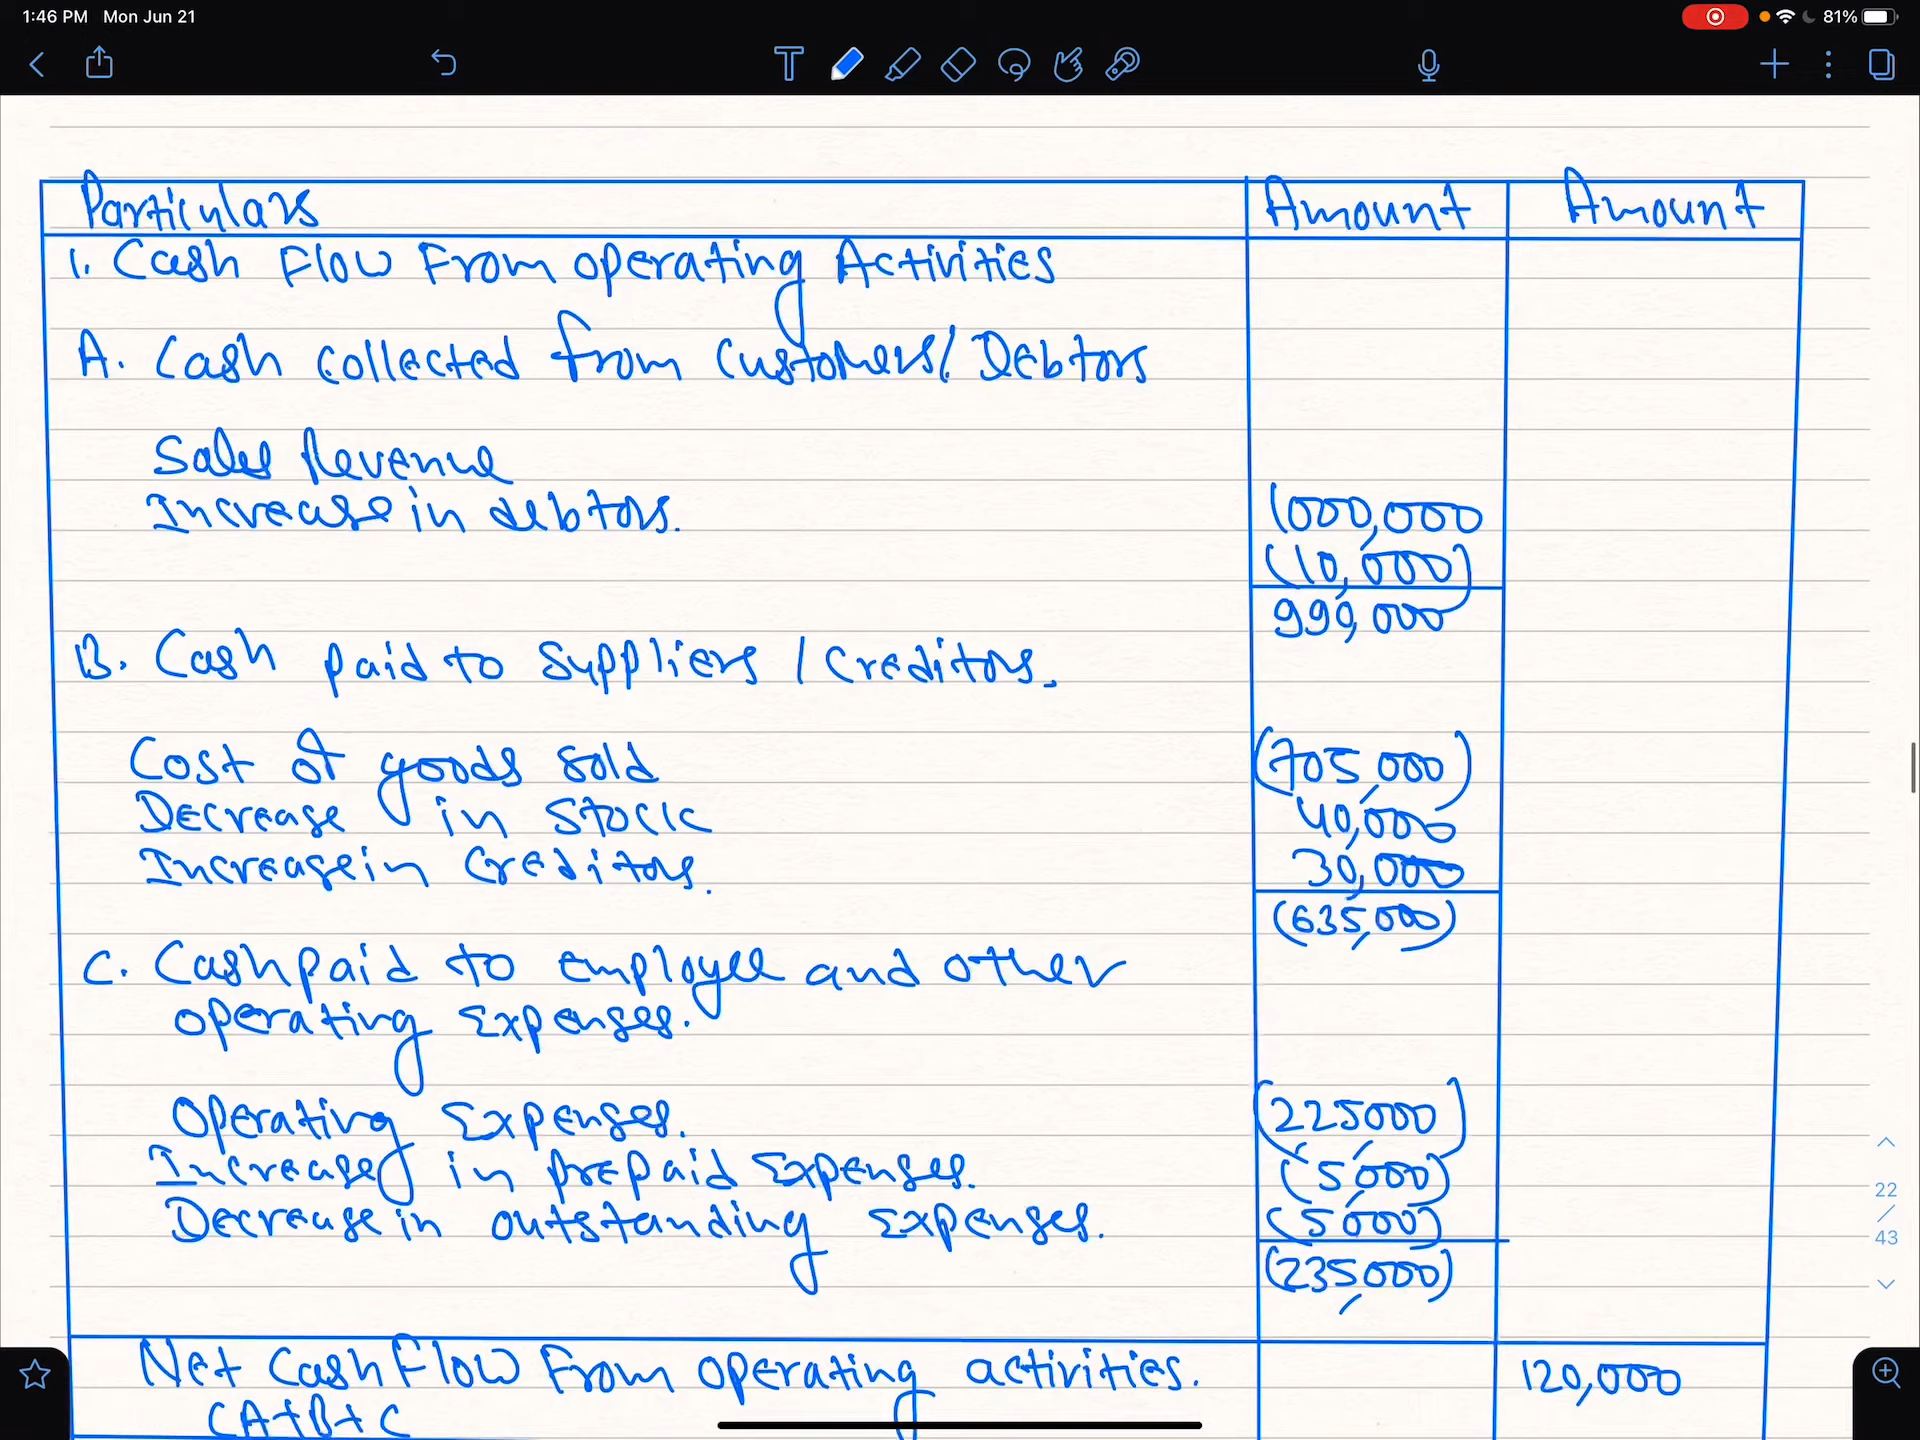 1:46 PM Mon Jun 21
81%
Particulars Amount Amount
1. Cash Flow From operating Activities
A. Cash collected from Customers/Debtors
Sales Revenue
1000,000
Increase in debtors.
(10,000)
990,000
B. Cash paid to Suppliers / Creditors.
Cost of goods sold (705,000)
Decrease in Stock 40,000
Increase in Creditors. 30,000
(635,000)
C. Cash paid to employee and other
operating Expenses.
Operating Expenses. (225,000)
Increase in prepaid Expenses. (5,000)
Decrease in outstanding Expenses. (5,000)
(235,000)
Net Cash Flow From operating activities. 120,000
(A+B+C
22
/
43